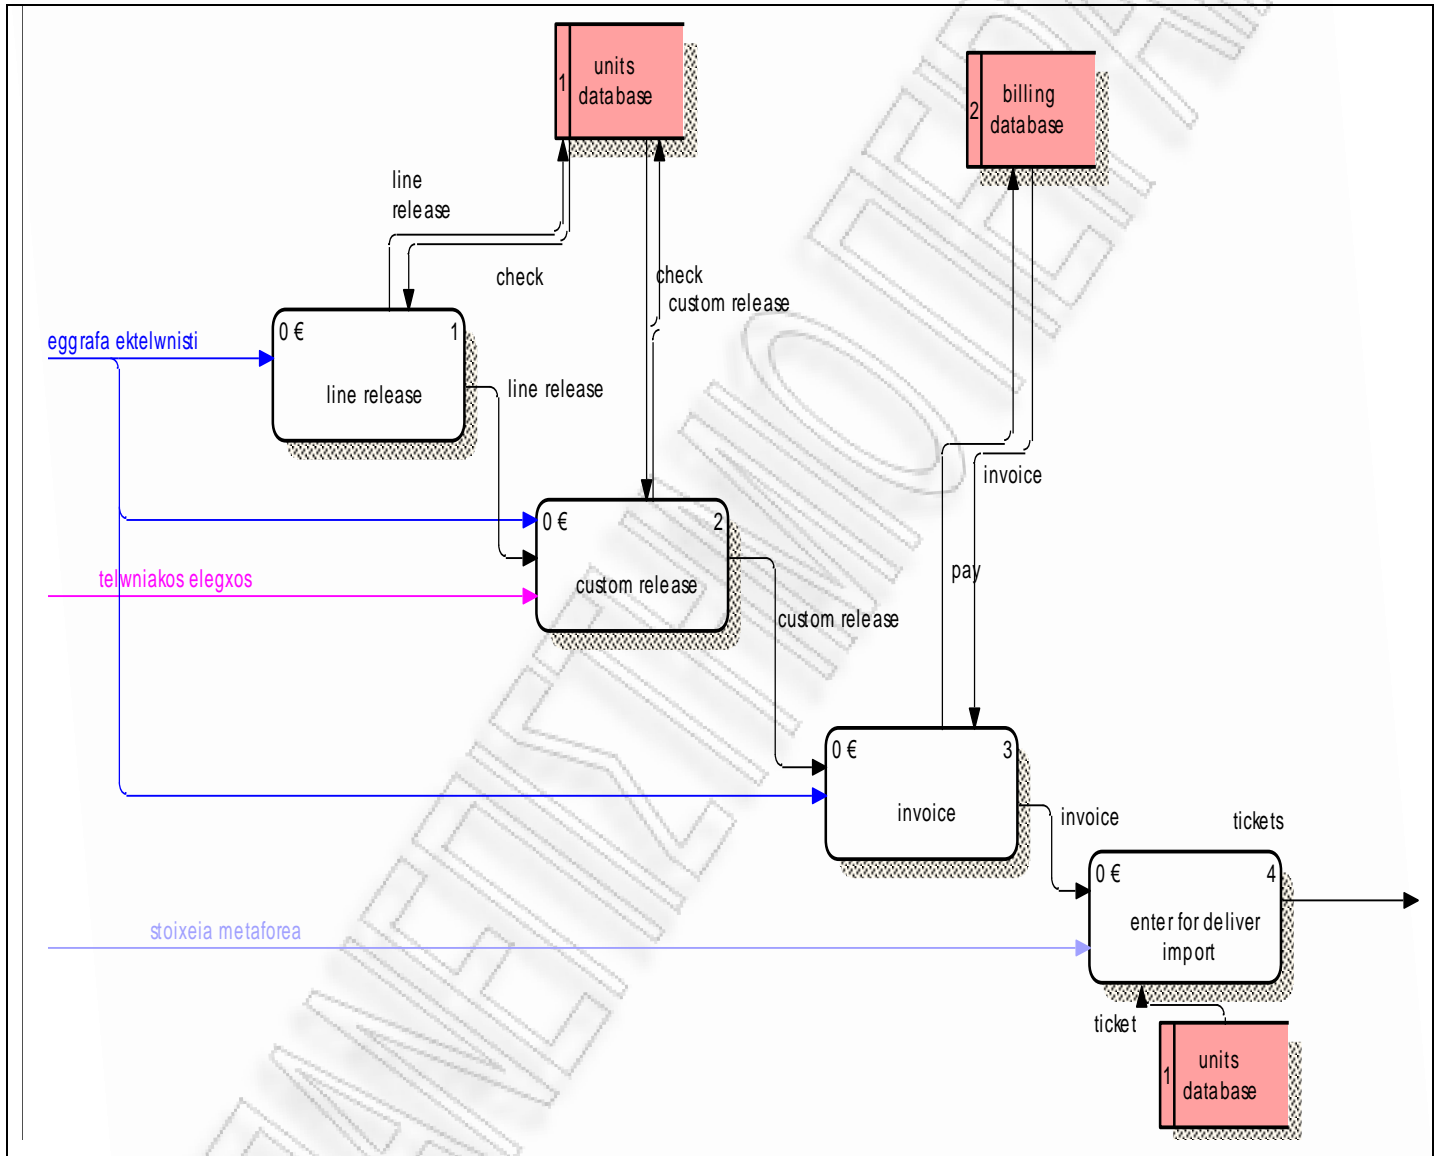 units
database
1
billing
database
2
line
release
check
check
custom release
eggrafa ektelwnisti
0 €
1
line release
line release
invoice
0 €
2
custom release
telwniakos elegxos
pay
custom release
0 €
3
invoice
invoice
tickets
0 €
4
enter for deliver
import
stoixeia metaforea
ticket
units
database
1
ΠΑΝΕΠΙΣΤΗΜΙΟ ΠΕΙΡΑ